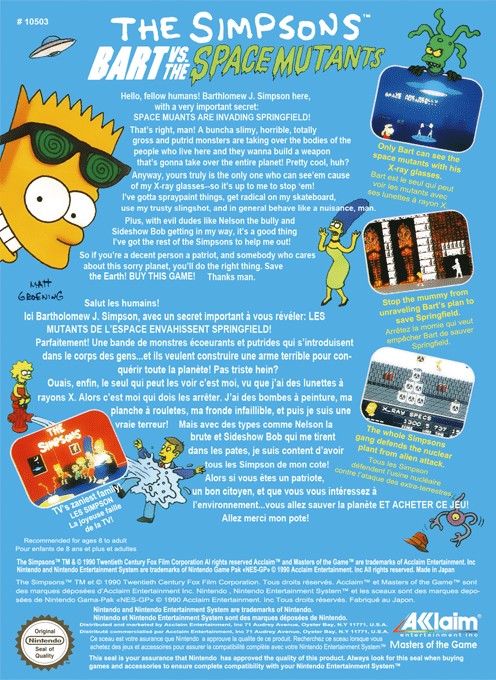 # 10503
THE SIMPSONS™
BART VS. THE SPACE MUTANTS
Hello, fellow humans! Bartholomew J. Simpson here,
with a very important secret:
SPACE MUANTS ARE INVADING SPRINGFIELD!
That's right, man! A buncha slimy, horrible, totally
gross and putrid monsters are taking over the bodies of the
people who live here and they wanna build a weapon
that's gonna take over the entire planet! Pretty cool, huh?
Anyway, yours truly is the only one who can see'em cause
of my X-ray glasses--so it's up to me to stop 'em!
I've gotta spraypaint things, get radical on my skateboard,
use my trusty slingshot, and in general behave like a nuisance, man.
Plus, with evil dudes like Nelson the bully and
Sideshow Bob getting in my way, it's a good thing
I've got the rest of the Simpsons to help me out!
So if you're a decent person a patriot, and somebody who cares
about this sorry planet, you'll do the right thing. Save
the Earth! BUY THIS GAME! Thanks man.
MATT
GROENING
Only Bart can see the
space mutants with his
X-ray glasses.
Bart est le seul qui peut
voir les mutants avec
ses lunettes à rayon X.
Stop the mummy from
unraveling Bart's plan to
save Springfield.
Arrêtez la momie qui veut
empêcher Bart de sauver
Springfield.
X-RAY SPECS
The whole Simpsons
gang defends the nuclear
plant from alien attack.
Tous les Simpson
défendent l'usine nucléaire
contre l'attaque des extra-terrestres.
Salut les humains!
Ici Bartholomew J. Simpson, avec un secret important à vous révéler: LES
MUTANTS DE L'ESPACE ENVAHISSENT SPRINGFIELD!
Parfaitement! Une bande de monstres écoeurants et putrides qui s'introduisent
dans le corps des gens...et ils veulent construire une arme terrible pour con-
quérir toute la planète! Pas triste hein?
Ouais, enfin, le seul qui peut les voir c'est moi, vu que j'ai des lunettes à
rayons X. Alors c'est moi qui dois les arrêter. J'ai des bombes à peinture, ma
planche à roulettes, ma fronde infaillible, et puis je suis une
vraie terreur! Mais avec des types comme Nelson la
brute et Sideshow Bob qui me tirent
dans les pates, je suis content d'avoir
tous les Simpson de mon cote!
Alors si vous êtes un patriote,
un bon citoyen, et que vous vous intéressez à
l'environnement...vous allez sauver la planète ET ACHETER CE JEU!
Allez merci mon pote!
THE
SIMPSONS
TV's zaniest family
LES SIMPSON
La joyeuse faille
de la TV!
Recommended for ages 8 to adult
Pour enfants de 8 ans et plus et adultes
The Simpsons TM & © 1990 Twentieth Century Fox Film Corporation Al rights reserved Acclaim™ and Masters of the Game™ are trademarks of Acclaim Entertainment. Inc
Nintendo and Nintendo Entertainment System are trademarks of Nintendo Game Pak «NES-GP» © 1990 Acclaim Entertainment. Inc All rights reserved. Made in Japan
The Simpsons™ TM et © 1990 Twentieth Century Fox Film Corporation. Tous droits réservés. Acclaim™ et Masters of the Game™ sont
des marques déposées d'Acclaim Entertainment. Inc Nintendo . Nintendo Entertainment System™ et les sceaux sont des marques depo-
sées de Nintendo Gama-Pak «NES-GP» © 1990 Acclaim Entertainment. Inc Tous droits réservés. Fabriqué au Japon.
Nintendo and Nintendo Entertainment System are trademarks of Nintendo.
Nintendo et Nintendo Entertainment System sont des marques déposées de Nintendo.
Distributed and marketed by Acclaim Entertainment, Inc 71 Audrey Avenue, Oyster Bay, N.Y 11771, U.S.A.
Distribué commercialisé par Acclaim Entertainment, Inc 71 Audrey Avenue, Oyster Bay, N.Y 11771, U.S.A.
Ce sceau est votre assurance que Nintendo a approuve la qualite de ce produit. Recherchez ce sceau lorsque vous
achetez des jeux et accessoires pour assurer la compatibilité complète avec votre Nintendo Entertainment System™
This seal is your assurance that Nintendo has approved the quality of this product. Always look for this seal when buying
games and accessories to ensure complete compatibility with your Nintendo Entertainment System.
Original
Nintendo
Seal of
Quality
AKklaim
entertainment inc
Masters of the Game